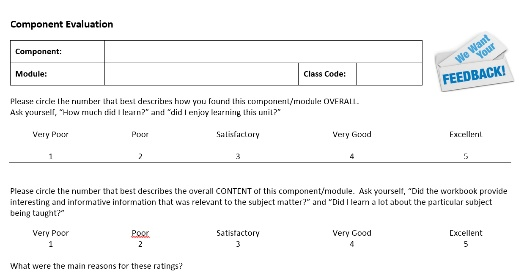 Component Evaluation
Component:
We Want
Your
FEEDBACK!
Module:
Class Code:
Please circle the number that best describes how you found this component/module OVERALL.
Ask yourself, "How much did I learn?" and "did I enjoy learning this unit?"
Very Poor Poor Satisfactory Very Good Excellent
1 2 3 4 5
Please circle the number that best describes the overall CONTENT of this component/module. Ask yourself, "Did the workbook provide
interesting and informative information that was relevant to the subject matter?" and "Did I learn a lot about the particular subject
being taught?"
Very Poor Poor Satisfactory Very Good Excellent
1 2 3 4 5
What were the main reasons for these ratings?